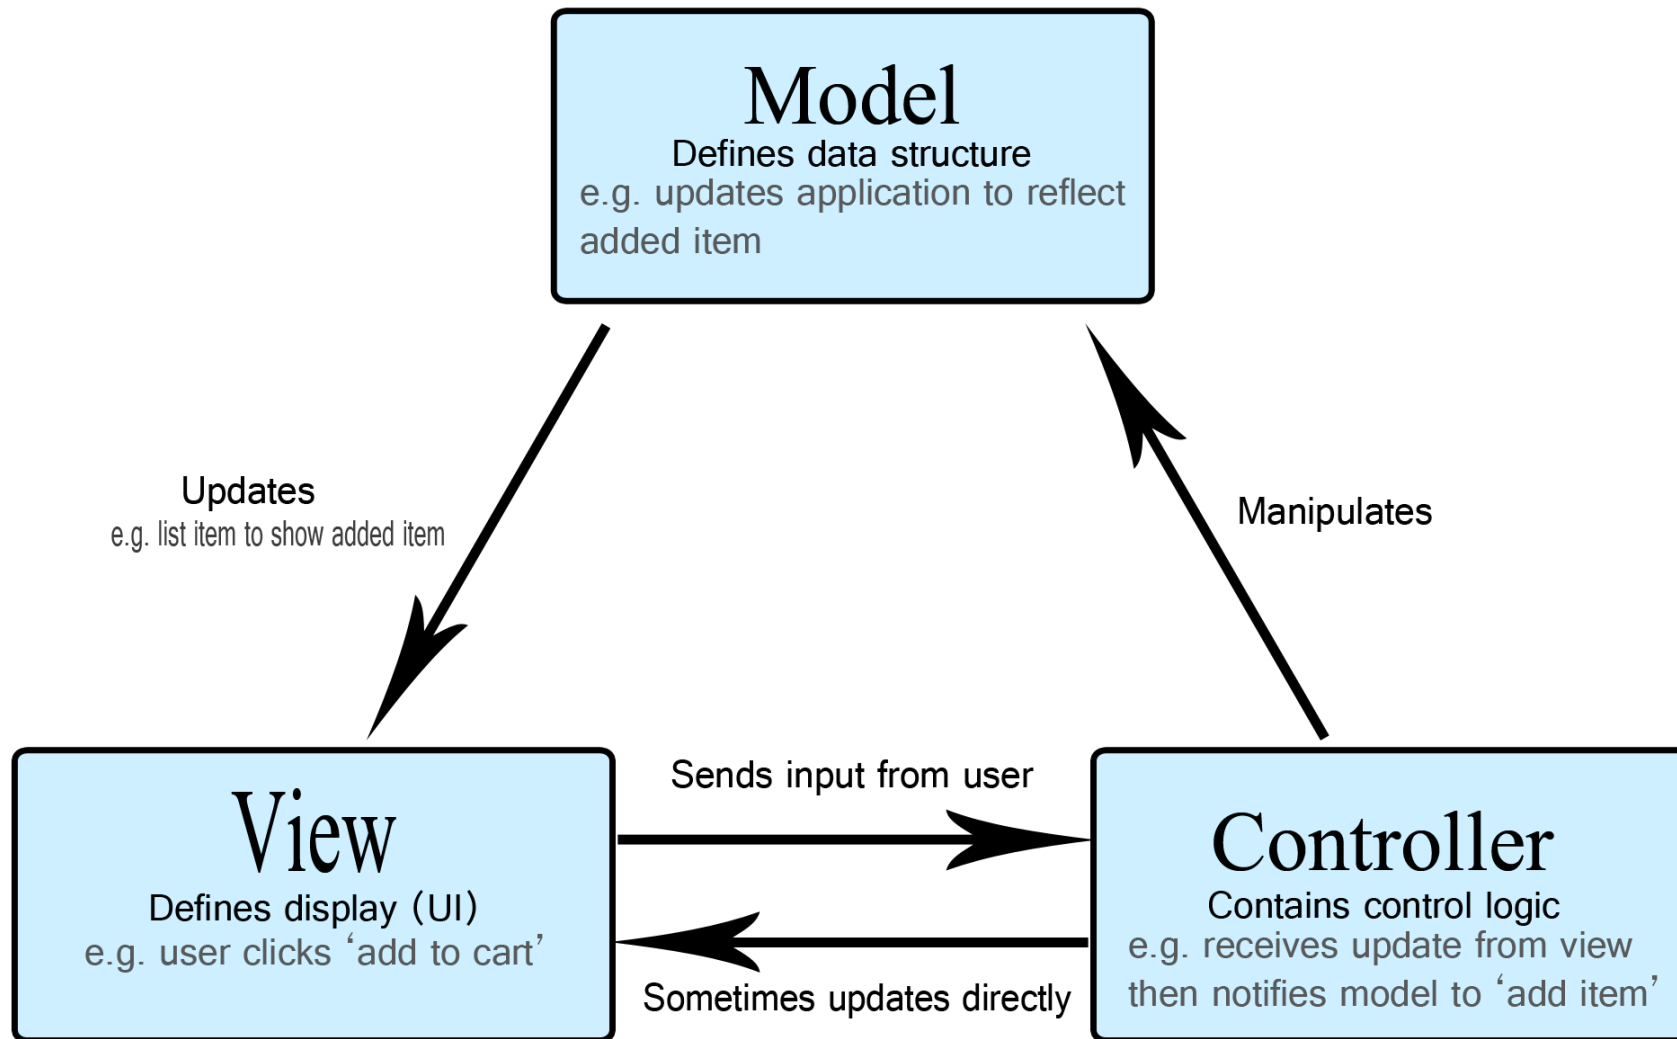 Model
Defines data structure
e.g. updates application to reflect
added item
Updates
e.g. list item to show added item
Manipulates
View
Defines display (UI)
e.g. user clicks ‘add to cart’
Sends input from user
Sometimes updates directly
Controller
Contains control logic
e.g. receives update from view
then notifies model to ‘add item’